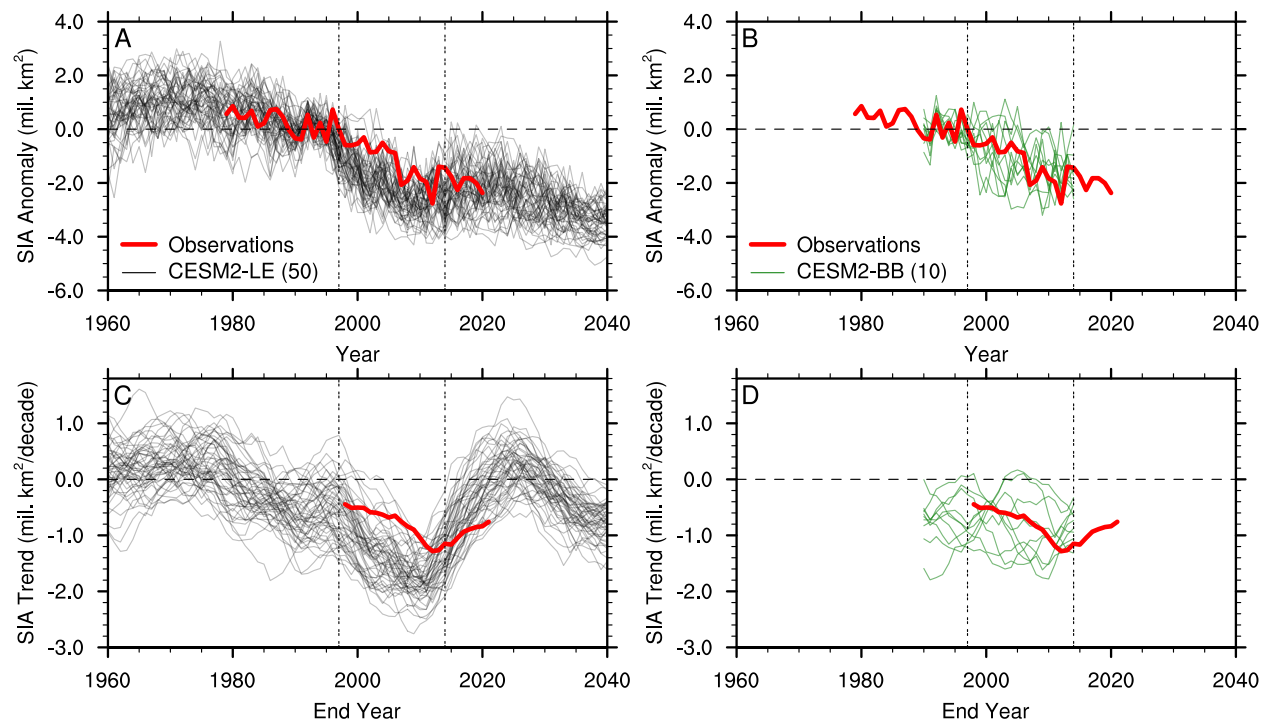 A
SIA Anomaly (mil. km²)
4.0
2.0
0.0
-2.0
-4.0
-6.0
Observations
CESM2-LE (50)
1960 1980 2000 2020 2040
Year
B
SIA Anomaly (mil. km²)
4.0
2.0
0.0
-2.0
-4.0
-6.0
Observations
CESM2-BB (10)
1960 1980 2000 2020 2040
Year
C
SIA Trend (mil. km²/decade)
1.0
0.0
-1.0
-2.0
-3.0
1960 1980 2000 2020 2040
End Year
D
SIA Trend (mil. km²/decade)
1.0
0.0
-1.0
-2.0
-3.0
1960 1980 2000 2020 2040
End Year